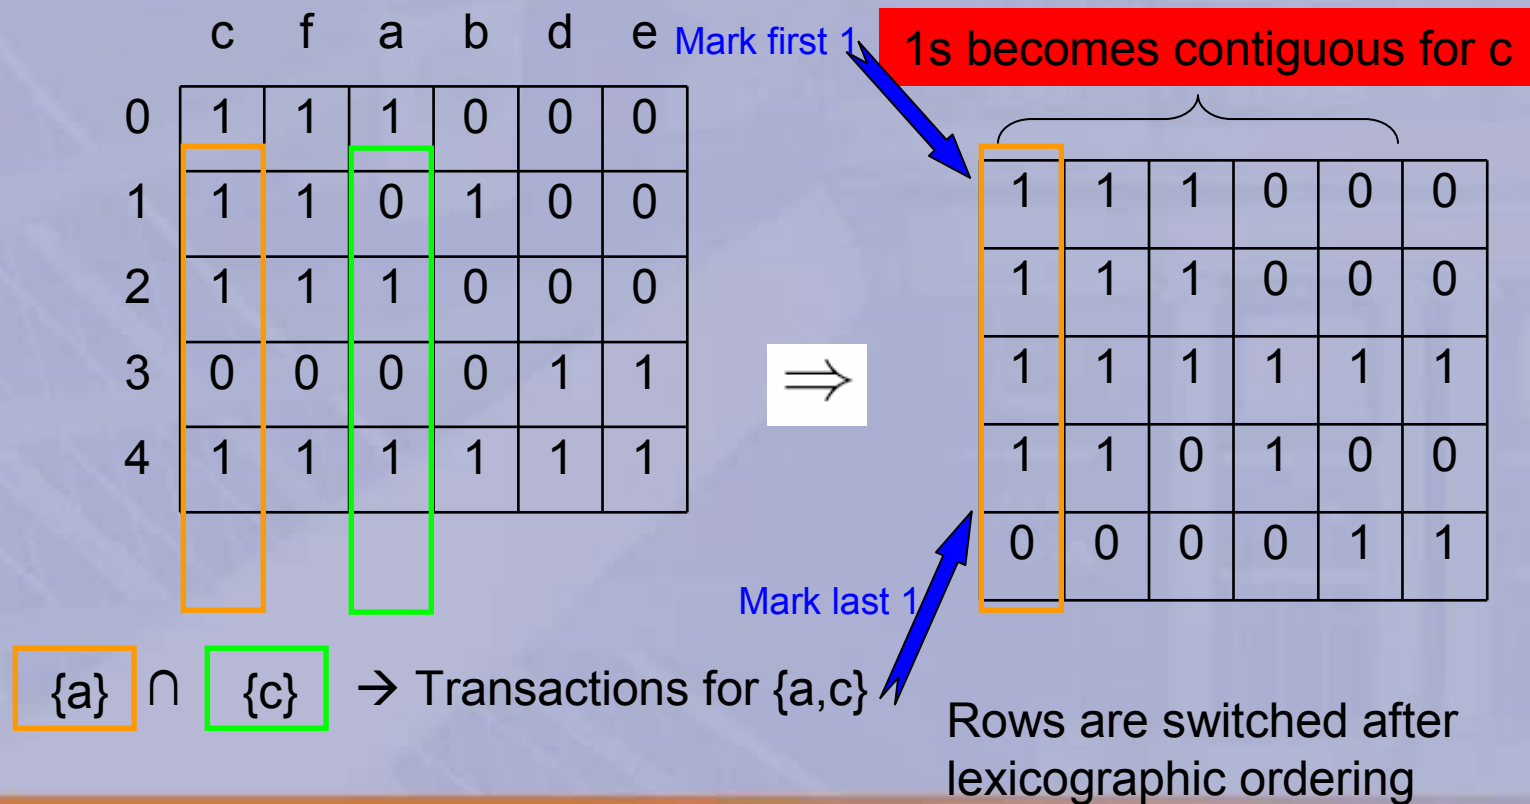 c f a b d e
Mark first 1
1s becomes contiguous for c
0 1 1 1 0 0 0
1 1 1 0 1 0 0
2 1 1 1 0 0 0
3 0 0 0 0 1 1
4 1 1 1 1 1 1
⇒
1 1 1 0 0 0
1 1 1 0 0 0
1 1 1 1 1 1
1 1 0 1 0 0
0 0 0 0 1 1
Mark last 1
{a} ∩ {c} → Transactions for {a,c}
Rows are switched after
lexicographic ordering